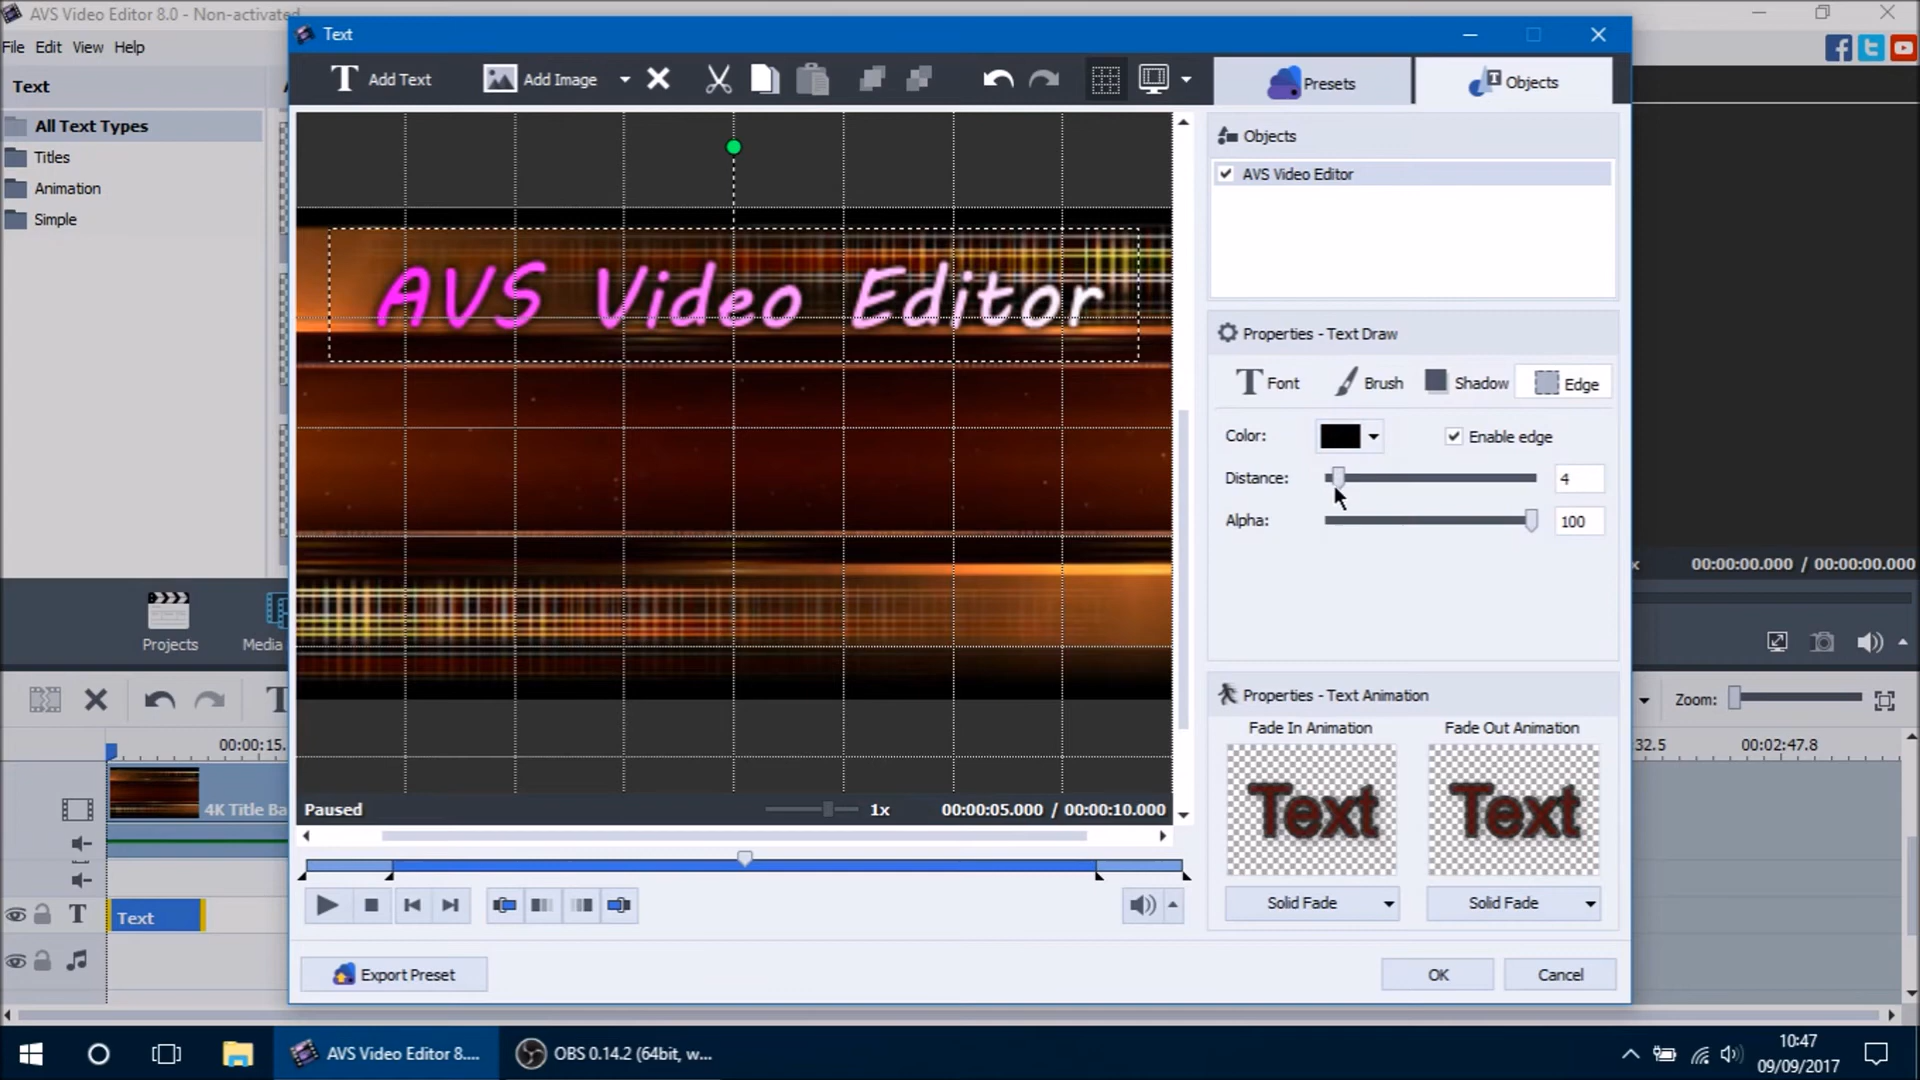 AVS Video Editor 8.0 - Non-activated
File Edit View Help
Text
All Text Types
Titles
Animation
Simple
Projects
Media
00:00:15.
4K Title Ba
Text
Text
Add Text
Add Image
Presets
Objects
AVS Video Editor
Paused
1x
00:00:05.000 / 00:00:10.000
Export Preset
Objects
AVS Video Editor
Properties - Text Draw
Font
Brush
Shadow
Edge
Color:
Enable edge
Distance:
4
Alpha:
100
Properties - Text Animation
Fade In Animation
Fade Out Animation
Text
Text
Solid Fade
Solid Fade
OK
Cancel
x
00:00:00.000 / 00:00:00.000
Zoom:
32.5
00:02:47.8
AVS Video Editor 8....
OBS 0.14.2 (64bit, w...
10:47
09/09/2017